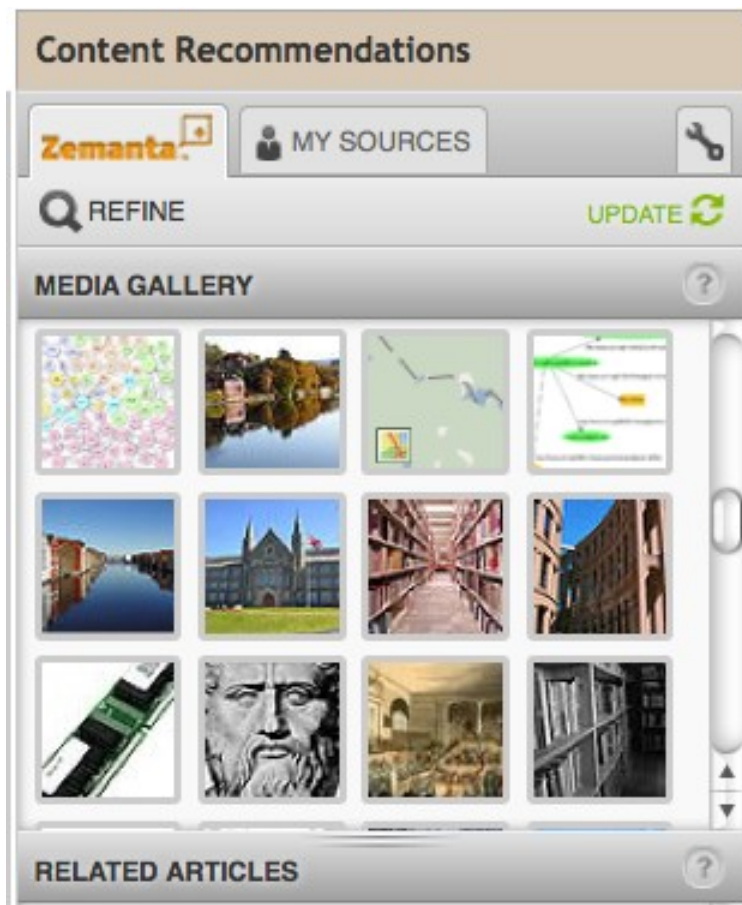 Content Recommendations
Zemanta
MY SOURCES
REFINE
UPDATE
MEDIA GALLERY
?
RELATED ARTICLES
?